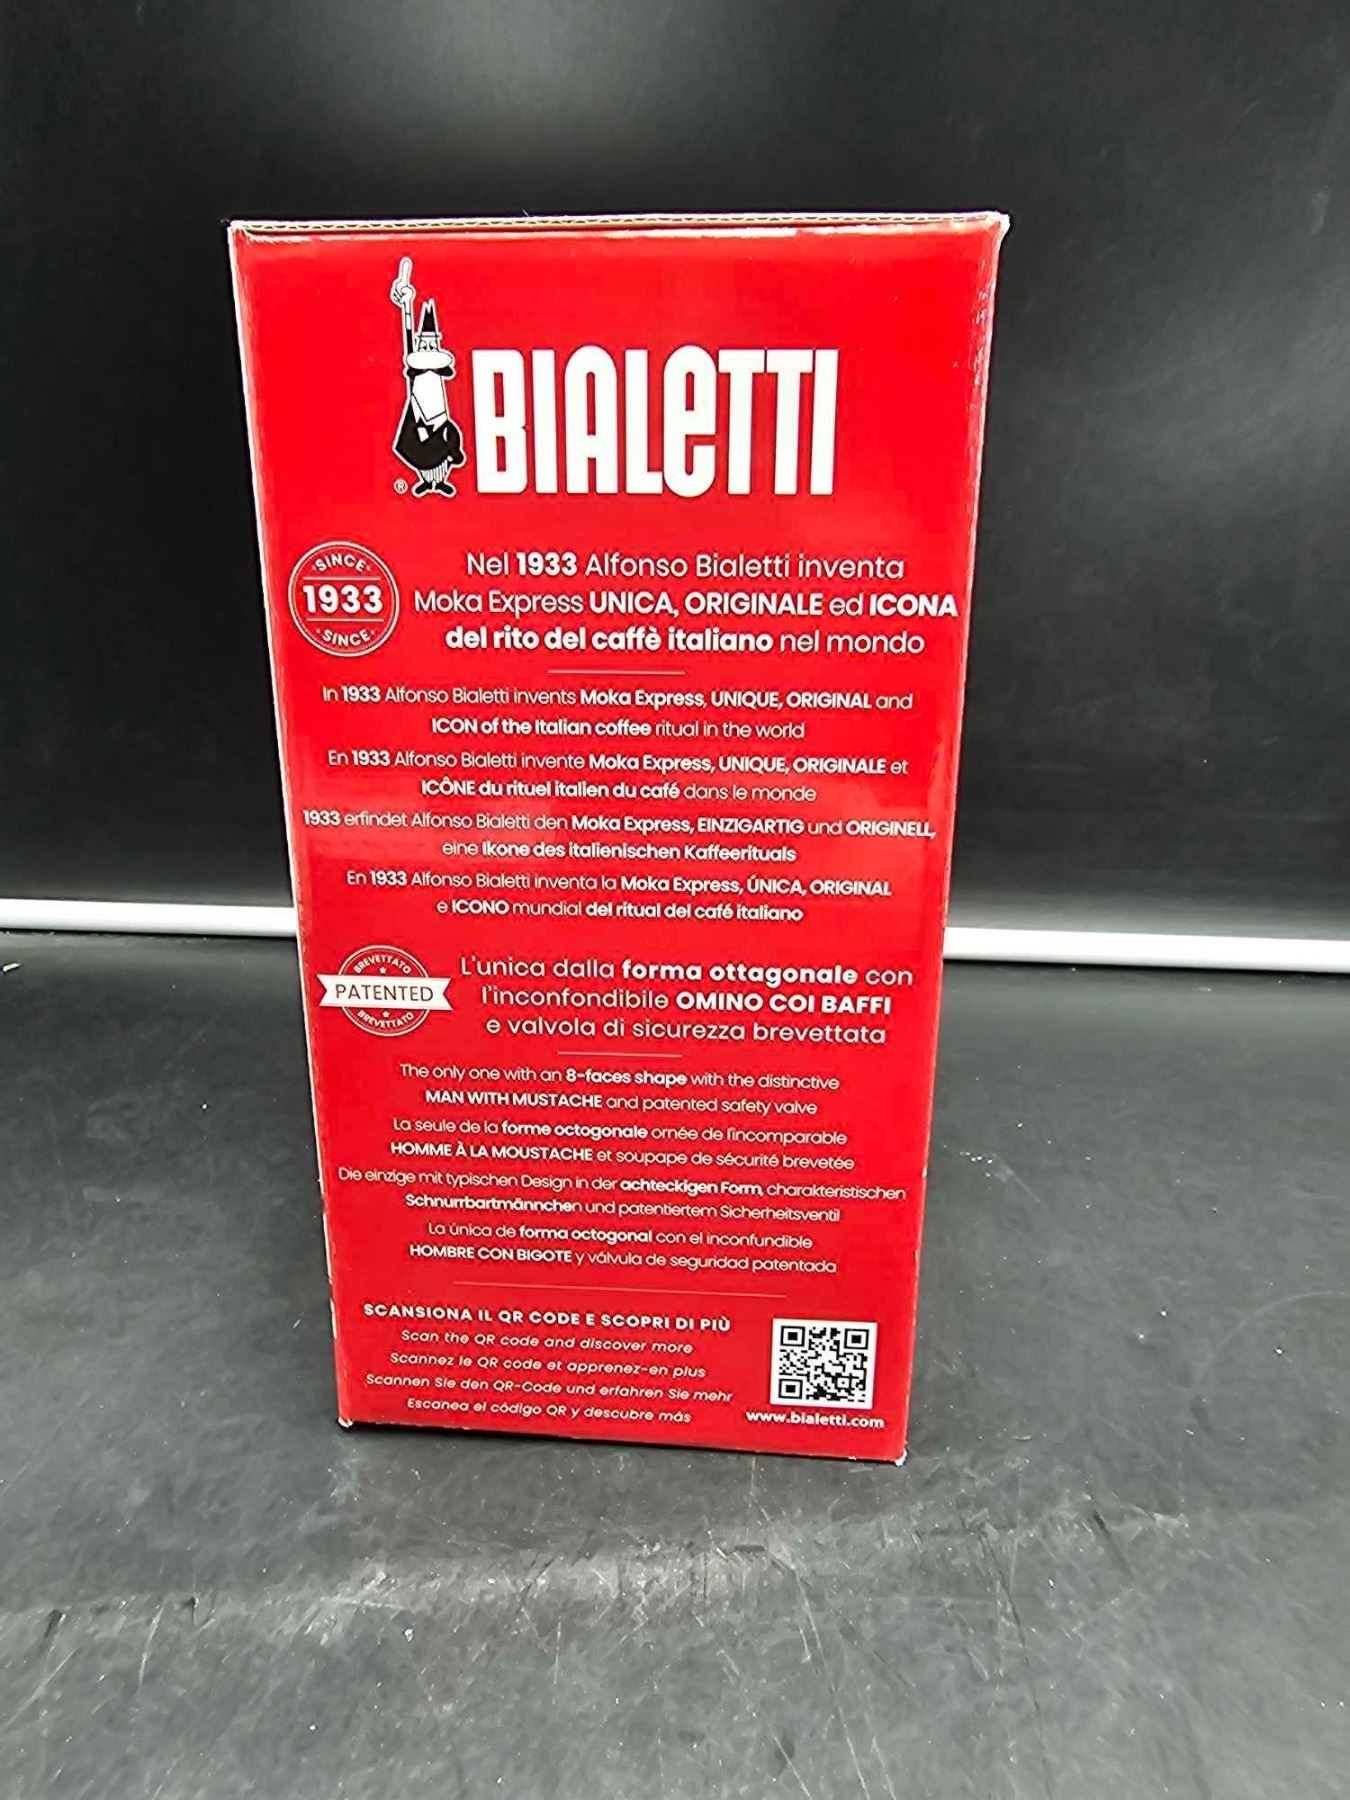 BIALETTI
®
SINCE
1933
SINCE
Nel 1933 Alfonso Bialetti inventa
Moka Express UNICA, ORIGINALE ed ICONA
del rito del caffè italiano nel mondo
In 1933 Alfonso Bialetti invents Moka Express, UNIQUE, ORIGINAL and
ICON of the Italian coffee ritual in the world
En 1933 Alfonso Bialetti invente Moka Express, UNIQUE, ORIGINALE et
ICÔNE du rituel italien du café dans le monde
1933 erfindet Alfonso Bialetti den Moka Express, EINZIGARTIG und ORIGINELL,
eine Ikone des italienischen Kaffeerituals
En 1933 Alfonso Bialetti inventa la Moka Express, ÚNICA, ORIGINAL
e ICONO mundial del ritual del café italiano
BREVETTATO
PATENTED
BREVETTATO
L'unica dalla forma ottagonale con
l'inconfondibile OMINO COI BAFFI
e valvola di sicurezza brevettata
The only one with an 8-faces shape with the distinctive
MAN WITH MUSTACHE and patented safety valve
La seule de la forme octogonale ornée de l'incomparable
HOMME À LA MOUSTACHE et soupape de sécurité brevetée
Die einzige mit typischen Design in der achteckigen Form, charakteristischen
Schnurrbartmännchen und patentiertem Sicherheitsventil
La única de forma octogonal con el inconfundible
HOMBRE CON BIGOTE y válvula de seguridad patentada
SCANSIONA IL QR CODE E SCOPRI DI PIÙ
Scan the QR code and discover more
Scannez le QR code et apprenez-en plus
Scannen Sie den QR-Code und erfahren Sie mehr
Escanea el código QR y descubre más
www.bialetti.com